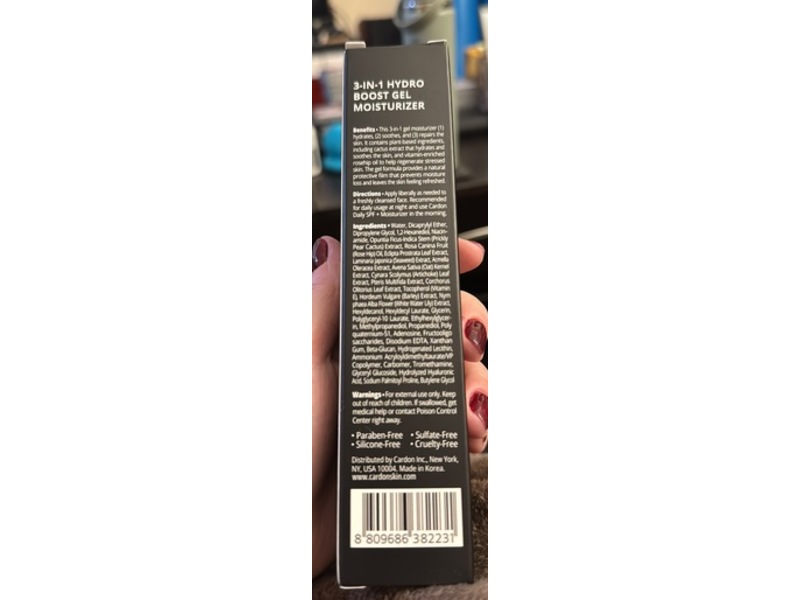 3-IN-1 HYDRO
BOOST GEL
MOISTURIZER
Benefits • This 3-in-1 gel moisturizer (1)
hydrates, (2) soothes, and (3) repairs the
skin. It contains plant-based ingredients,
including cactus extract that hydrates and
soothes the skin, and vitamin-enriched
rosehip oil to help regenerate stressed
skin. The gel formula provides a natural
protective film that prevents moisture
loss and leaves the skin feeling refreshed.
Directions • Apply liberally as needed to
a freshly cleansed face. Recommended
for daily usage at night and use Cardon
Daily SPF + Moisturizer in the morning.
Ingredients • Water, Dicaprylyl Ether,
Dipropylene Glycol, 1,2-Hexanediol, Niacin-
amide, Opuntia Ficus-Indica Stem (Prickly
Pear Cactus) Extract, Rosa Canina Fruit
(Rose Hip) Oil, Eclipta Prostrata Leaf Extract,
Laminaria Japonica (Seaweed) Extract, Acmella
Oleracea Extract, Avena Sativa (Oat) Kernel
Extract, Cynara Scolymus (Artichoke) Leaf
Extract, Pteris Multifida Extract, Corchorus
Olitorius Leaf Extract, Tocopherol (Vitamin
E), Hordeum Vulgare (Barley) Extract, Nym
phaea Alba Flower (White Water Lily) Extract,
Hexyldecanol, Hexyldecyl Laurate, Glycerin,
Polyglyceryl-10 Laurate, Ethylhexylglycer-
in, Methylpropanediol, Propanediol, Poly
quaternium-51, Adenosine, Fructooligo
saccharides, Disodium EDTA, Xanthan
Gum, Beta-Glucan, Hydrogenated Lecithin,
Ammonium Acryloyldimethyltaurate/VP
Copolymer, Carbomer, Tromethamine,
Glyceryl Glucoside, Hydrolyzed Hyaluronic
Acid, Sodium Palmitoyl Proline, Butylene Glycol
Warnings • For external use only. Keep
out of reach of children. If swallowed, get
medical help or contact Poison Control
Center right away.
• Paraben-Free • Sulfate-Free
• Silicone-Free • Cruelty-Free
Distributed by Cardon Inc., New York,
NY, USA 10004. Made in Korea.
www.cardonskin.com
8 809686 382231